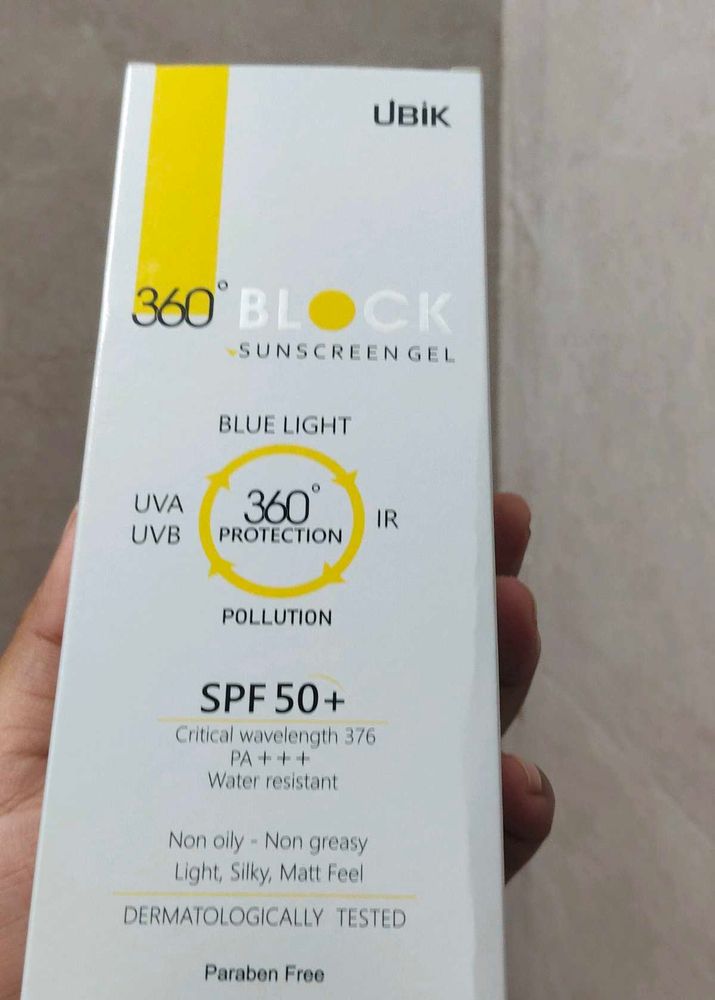 UBIK
360° BLOCK
SUNSCREEN GEL
BLUE LIGHT
UVA
UVB
360°
PROTECTION
IR
POLLUTION
SPF 50+
Critical wavelength 376
PA+++
Water resistant
Non oily - Non greasy
Light, Silky, Matt Feel
DERMATOLOGICALLY TESTED
Paraben Free